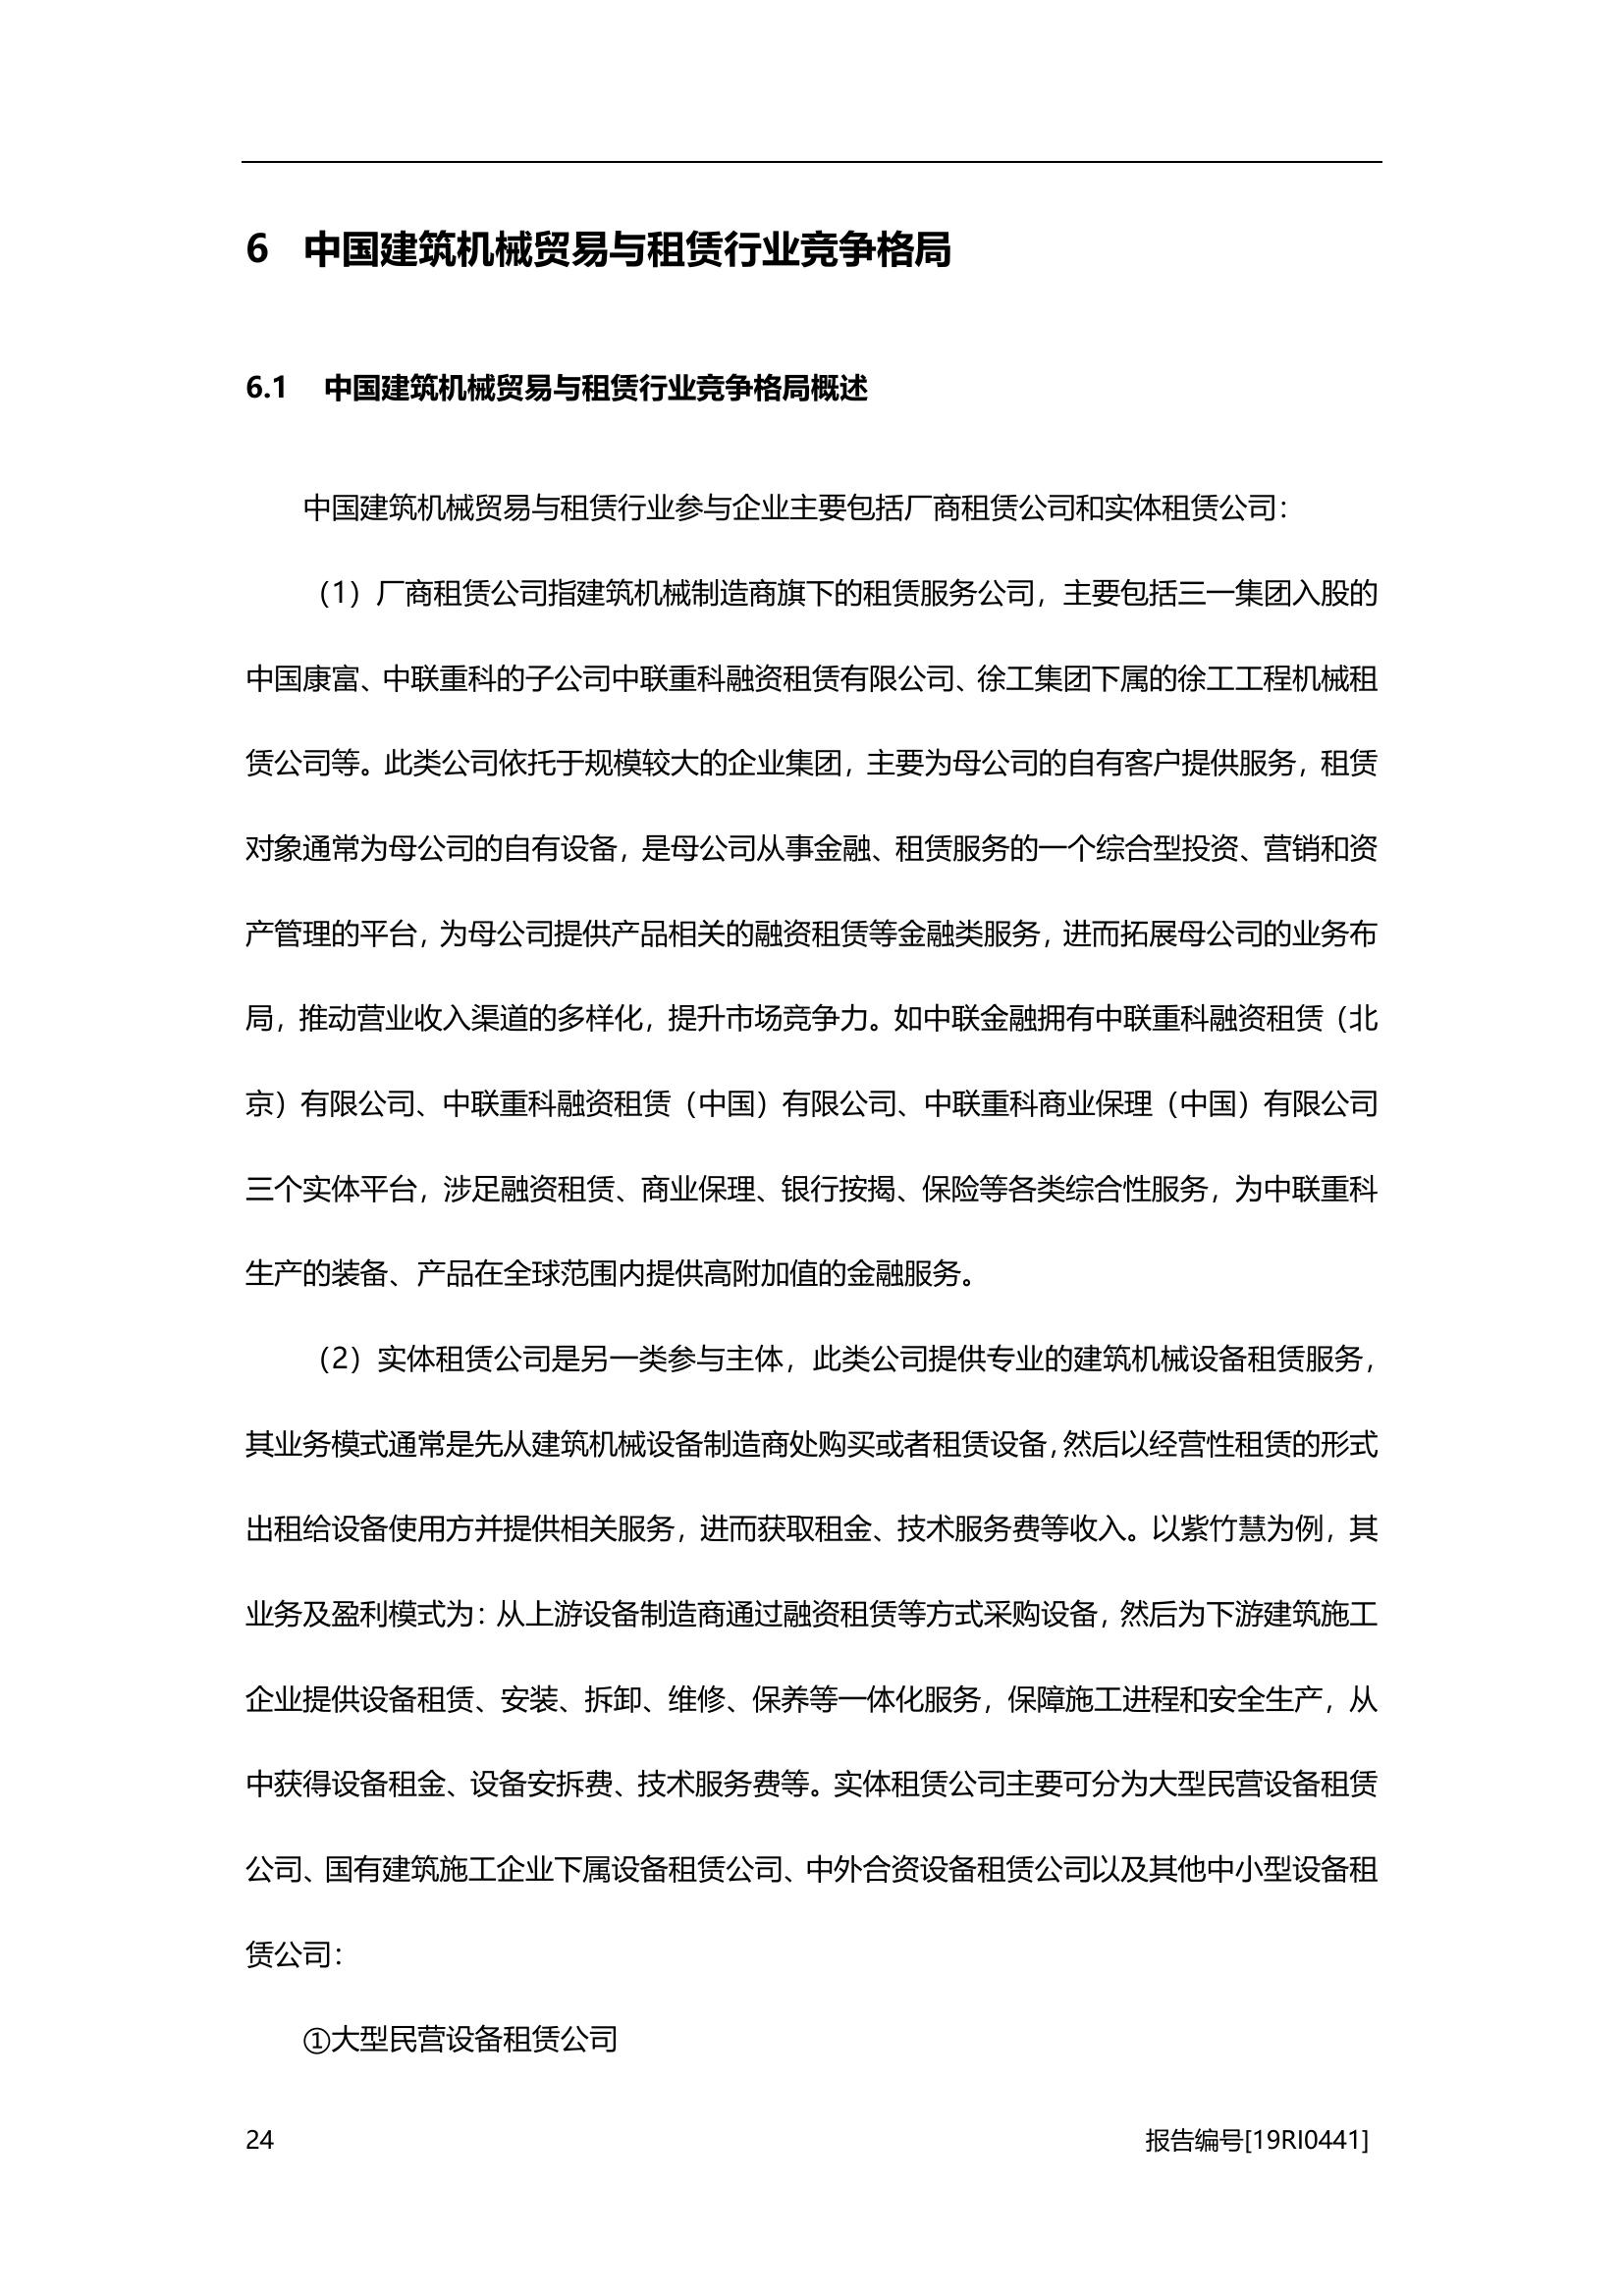 6 中国建筑机械贸易与租赁行业竞争格局
6.1 中国建筑机械贸易与租赁行业竞争格局概述
中国建筑机械贸易与租赁行业参与企业主要包括厂商租赁公司和实体租赁公司：
（1）厂商租赁公司指建筑机械制造商旗下的租赁服务公司，主要包括三一集团入股的
中国康富、中联重科的子公司中联重科融资租赁有限公司、徐工集团下属的徐工工程机械租
赁公司等。此类公司依托于规模较大的企业集团，主要为母公司的自有客户提供服务，租赁
对象通常为母公司的自有设备，是母公司从事金融、租赁服务的一个综合型投资、营销和资
产管理的平台，为母公司提供产品相关的融资租赁等金融类服务，进而拓展母公司的业务布
局，推动营业收入渠道的多样化，提升市场竞争力。如中联金融拥有中联重科融资租赁（北
京）有限公司、中联重科融资租赁（中国）有限公司、中联重科商业保理（中国）有限公司
三个实体平台，涉足融资租赁、商业保理、银行按揭、保险等各类综合性服务，为中联重科
生产的装备、产品在全球范围内提供高附加值的金融服务。
（2）实体租赁公司是另一类参与主体，此类公司提供专业的建筑机械设备租赁服务，
其业务模式通常是先从建筑机械设备制造商处购买或者租赁设备，然后以经营性租赁的形式
出租给设备使用方并提供相关服务，进而获取租金、技术服务费等收入。以紫竹慧为例，其
业务及盈利模式为：从上游设备制造商通过融资租赁等方式采购设备，然后为下游建筑施工
企业提供设备租赁、安装、拆卸、维修、保养等一体化服务，保障施工进程和安全生产，从
中获得设备租金、设备安拆费、技术服务费等。实体租赁公司主要可分为大型民营设备租赁
公司、国有建筑施工企业下属设备租赁公司、中外合资设备租赁公司以及其他中小型设备租
赁公司：
①大型民营设备租赁公司
24 报告编号[19RI0441]